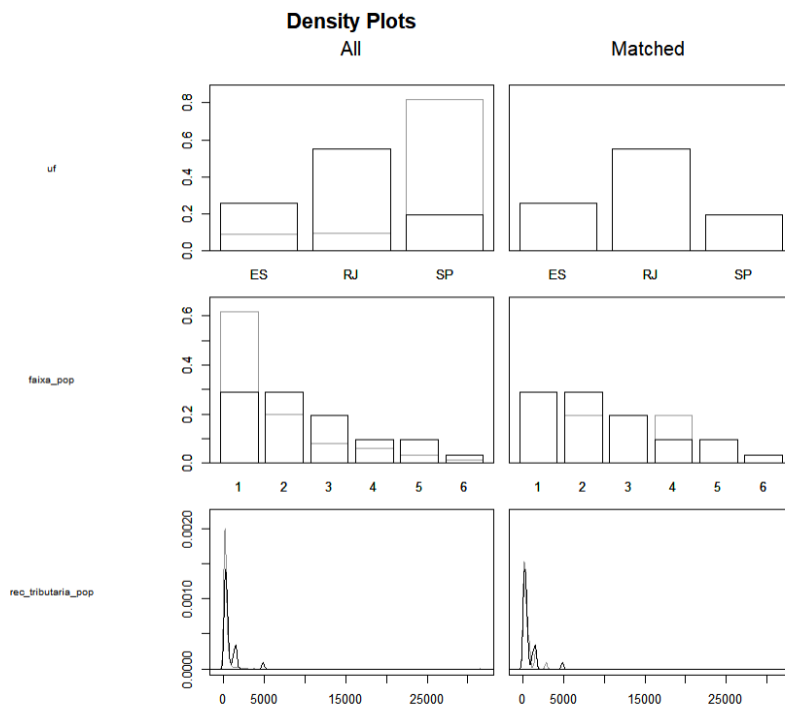 Density Plots
All Matched
uf
0.0 0.2 0.4 0.6 0.8
ES RJ SP ES RJ SP
faixa_pop
0.0 0.2 0.4 0.6
1 2 3 4 5 6 1 2 3 4 5 6
rec_tributaria_pop
0.0000 0.0010 0.0020
0 5000 15000 25000 0 5000 15000 25000